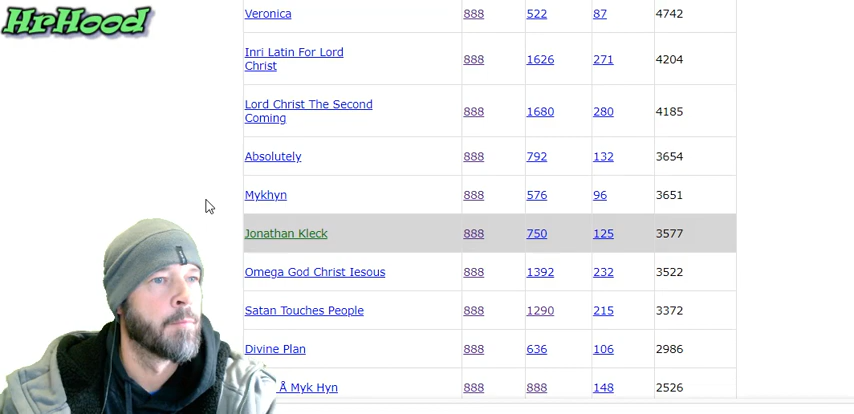 HrHood
Veronica 888 522 87 4742
Inri Latin For Lord
Christ 888 1626 271 4204
Lord Christ The Second
Coming 888 1680 280 4185
Absolutely 888 792 132 3654
Mykhyn 888 576 96 3651
Jonathan Kleck 888 750 125 3577
Omega God Christ Iesous 888 1392 232 3522
Satan Touches People 888 1290 215 3372
Divine Plan 888 636 106 2986
Å Myk Hyn 888 888 148 2526